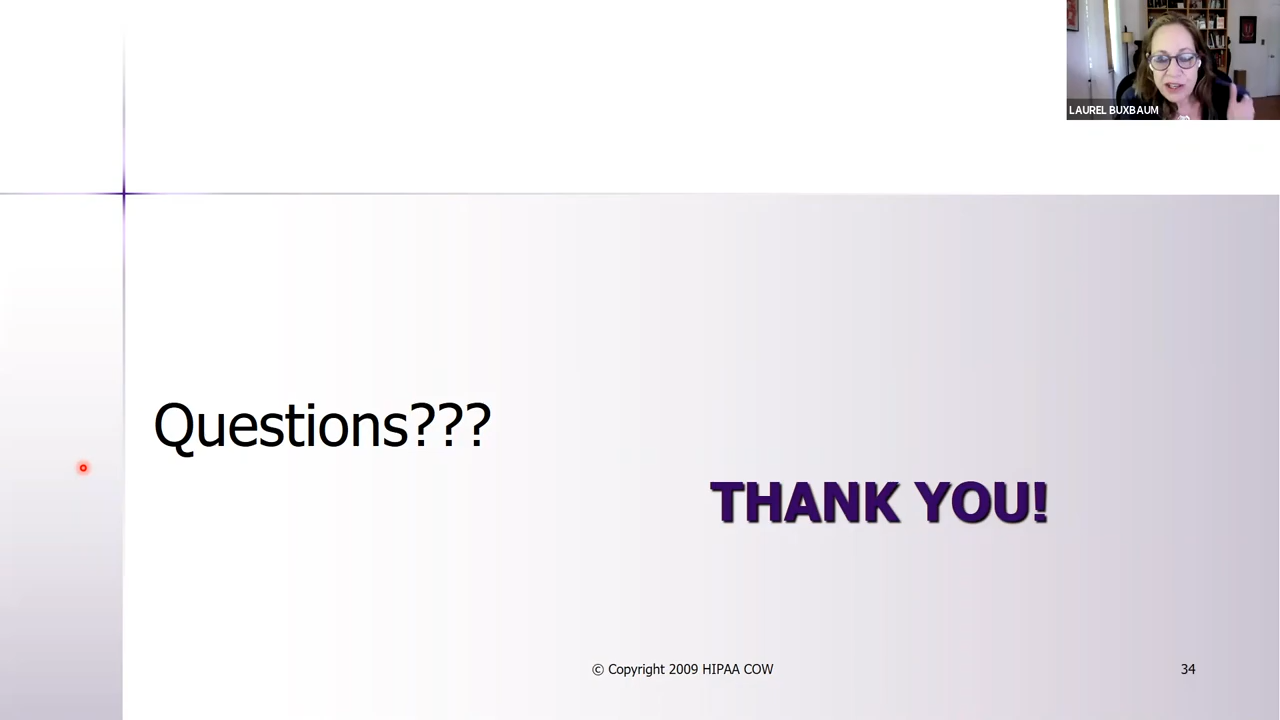 LAUREL BUXBAUM
Questions???
THANK YOU!
© Copyright 2009 HIPAA COW
34